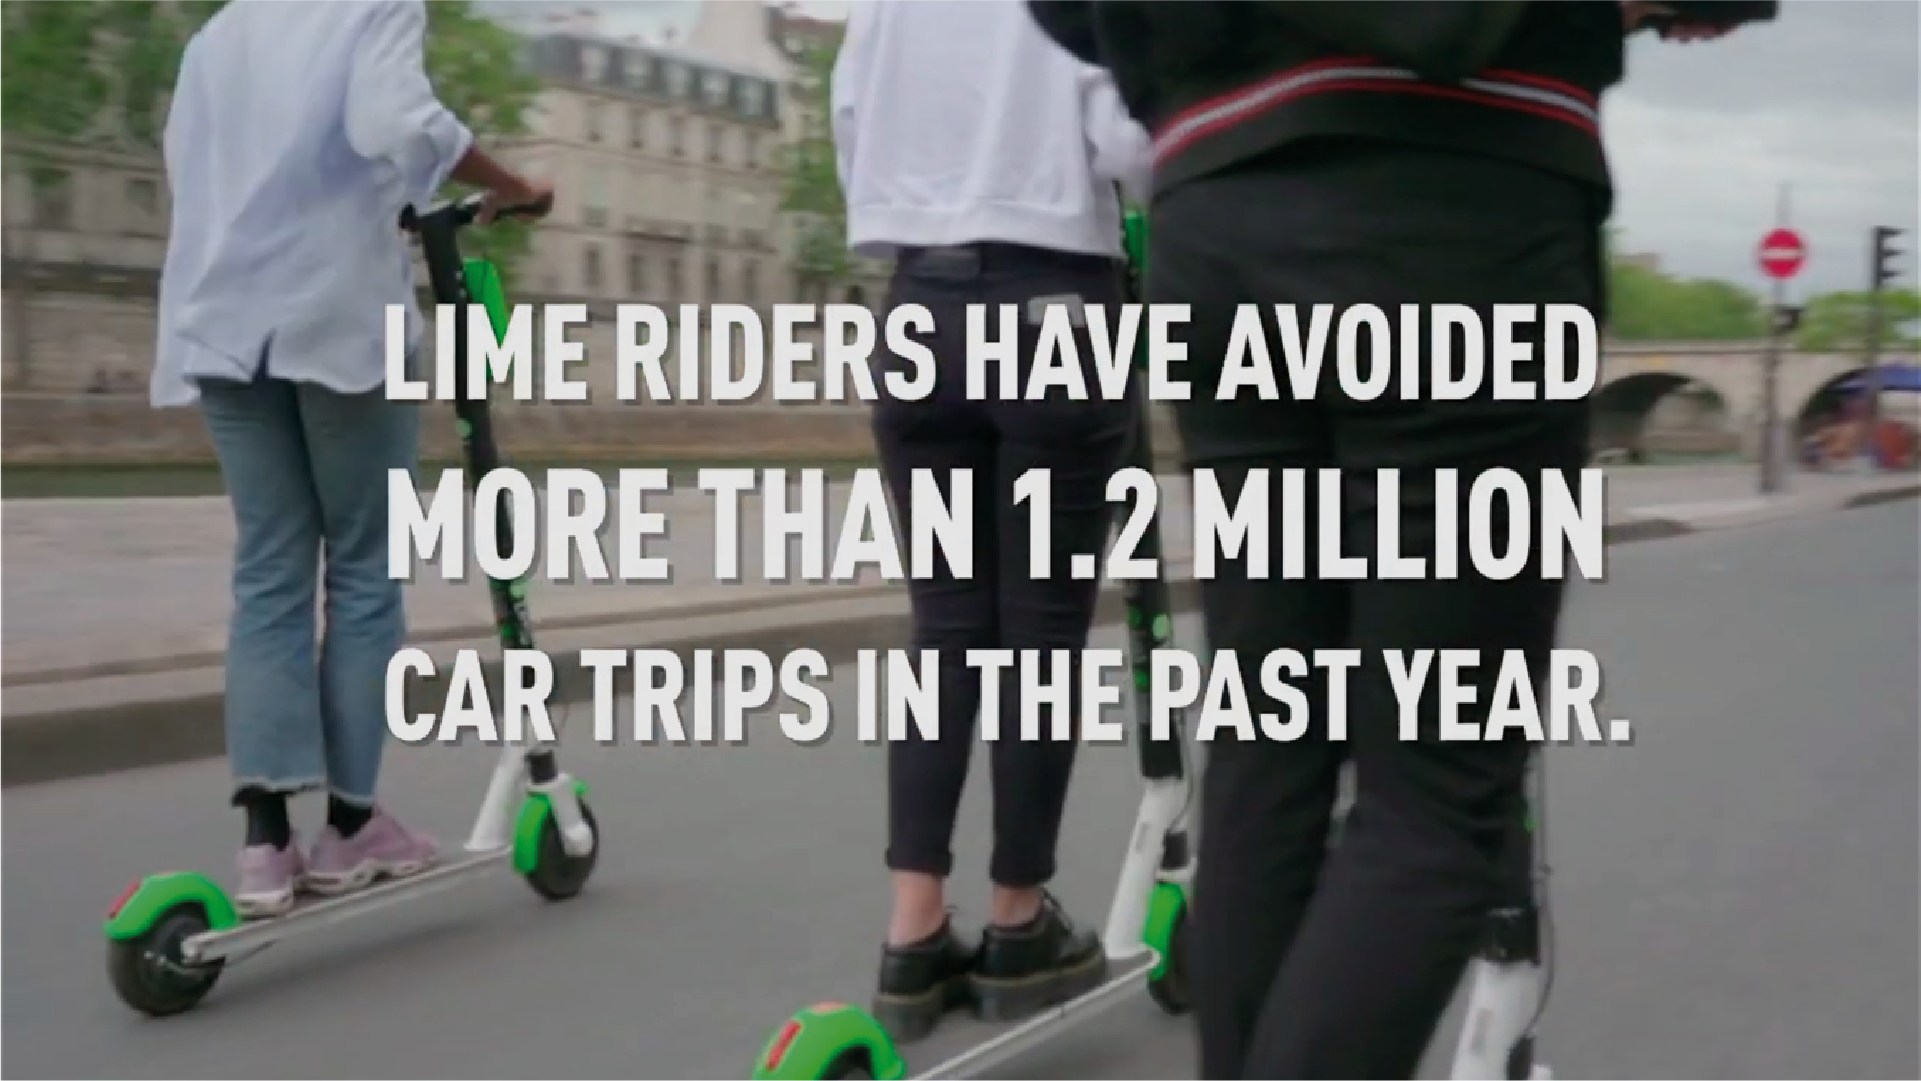 LIME RIDERS HAVE AVOIDED
MORE THAN 1.2 MILLION
CAR TRIPS IN THE PAST YEAR.